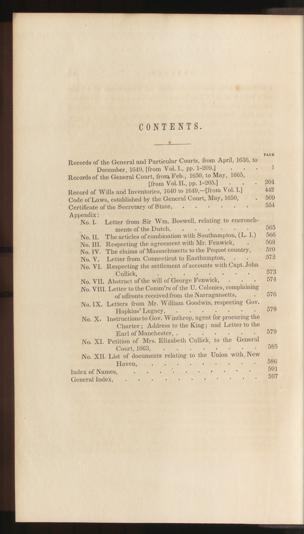 CONTENTS.
PAGE
Records of the General and Particular Courts, from April, 1636, to
December, 1649, [from Vol. I., pp. 1-209.] 1
Records of the General Court, from Feb., 1650, to May, 1665,
[from Vol. II., pp. 1-205.] 204
Record of Wills and Inventories, 1640 to 1649,—[from Vol. I.] 442
Code of Laws, established by the General Court, May, 1650, 509
Certificate of the Secretary of State, 564
Appendix:
No. I. Letter from Sir Wm. Boswell, relating to encroach-
ments of the Dutch, 565
No. II. The articles of combination with Southampton, (L. I.) 566
No. III. Respecting the agreement with Mr. Fenwick, 568
No. IV. The claims of Massachusetts to the Pequot country, 570
No. V. Letter from Connecticut to Easthampton, 572
No. VI. Respecting the settlement of accounts with Capt. John
Cullick, 573
No. VII. Abstract of the will of George Fenwick, 574
No. VIII. Letter to the Comm'rs of the U. Colonies, complaining
of affronts received from the Narragansetts, 576
No. IX. Letters from Mr. William Goodwin, respecting Gov.
Hopkins' Legacy, 578
No. X. Instructions to Gov. Winthrop, agent for procuring the
Charter; Address to the King; and Letter to the
Earl of Manchester, 579
No. XI. Petition of Mrs. Elizabeth Cullick, to the General
Court, 1663, 585
No. XII. List of documents relating to the Union with New
Haven, 586
Index of Names, 591
General Index, 597